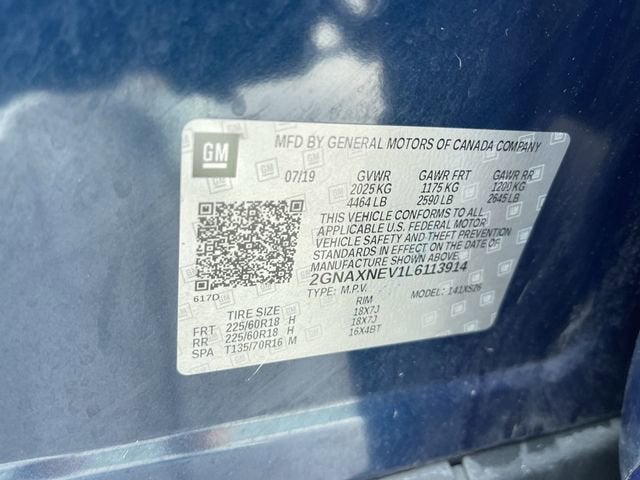 GM
MFD BY GENERAL MOTORS OF CANADA COMPANY
07/19 GVWR GAWR FRT GAWR RR
2025 KG 1175 KG 1200 KG
4464 LB 2590 LB 2645 LB
THIS VEHICLE CONFORMS TO ALL
APPLICABLE U.S. FEDERAL MOTOR
VEHICLE SAFETY AND THEFT PREVENTION
STANDARDS IN EFFECT ON THE DATE OF
MANUFACTURE SHOWN ABOVE.
2GNAXNEV1L6113914
617D TYPE: M.P.V. MODEL: 141XS26
TIRE SIZE RIM
FRT 225/60R18 H 18X7J
RR 225/60R18 H 18X7J
SPA T135/70R16 M 16X4BT